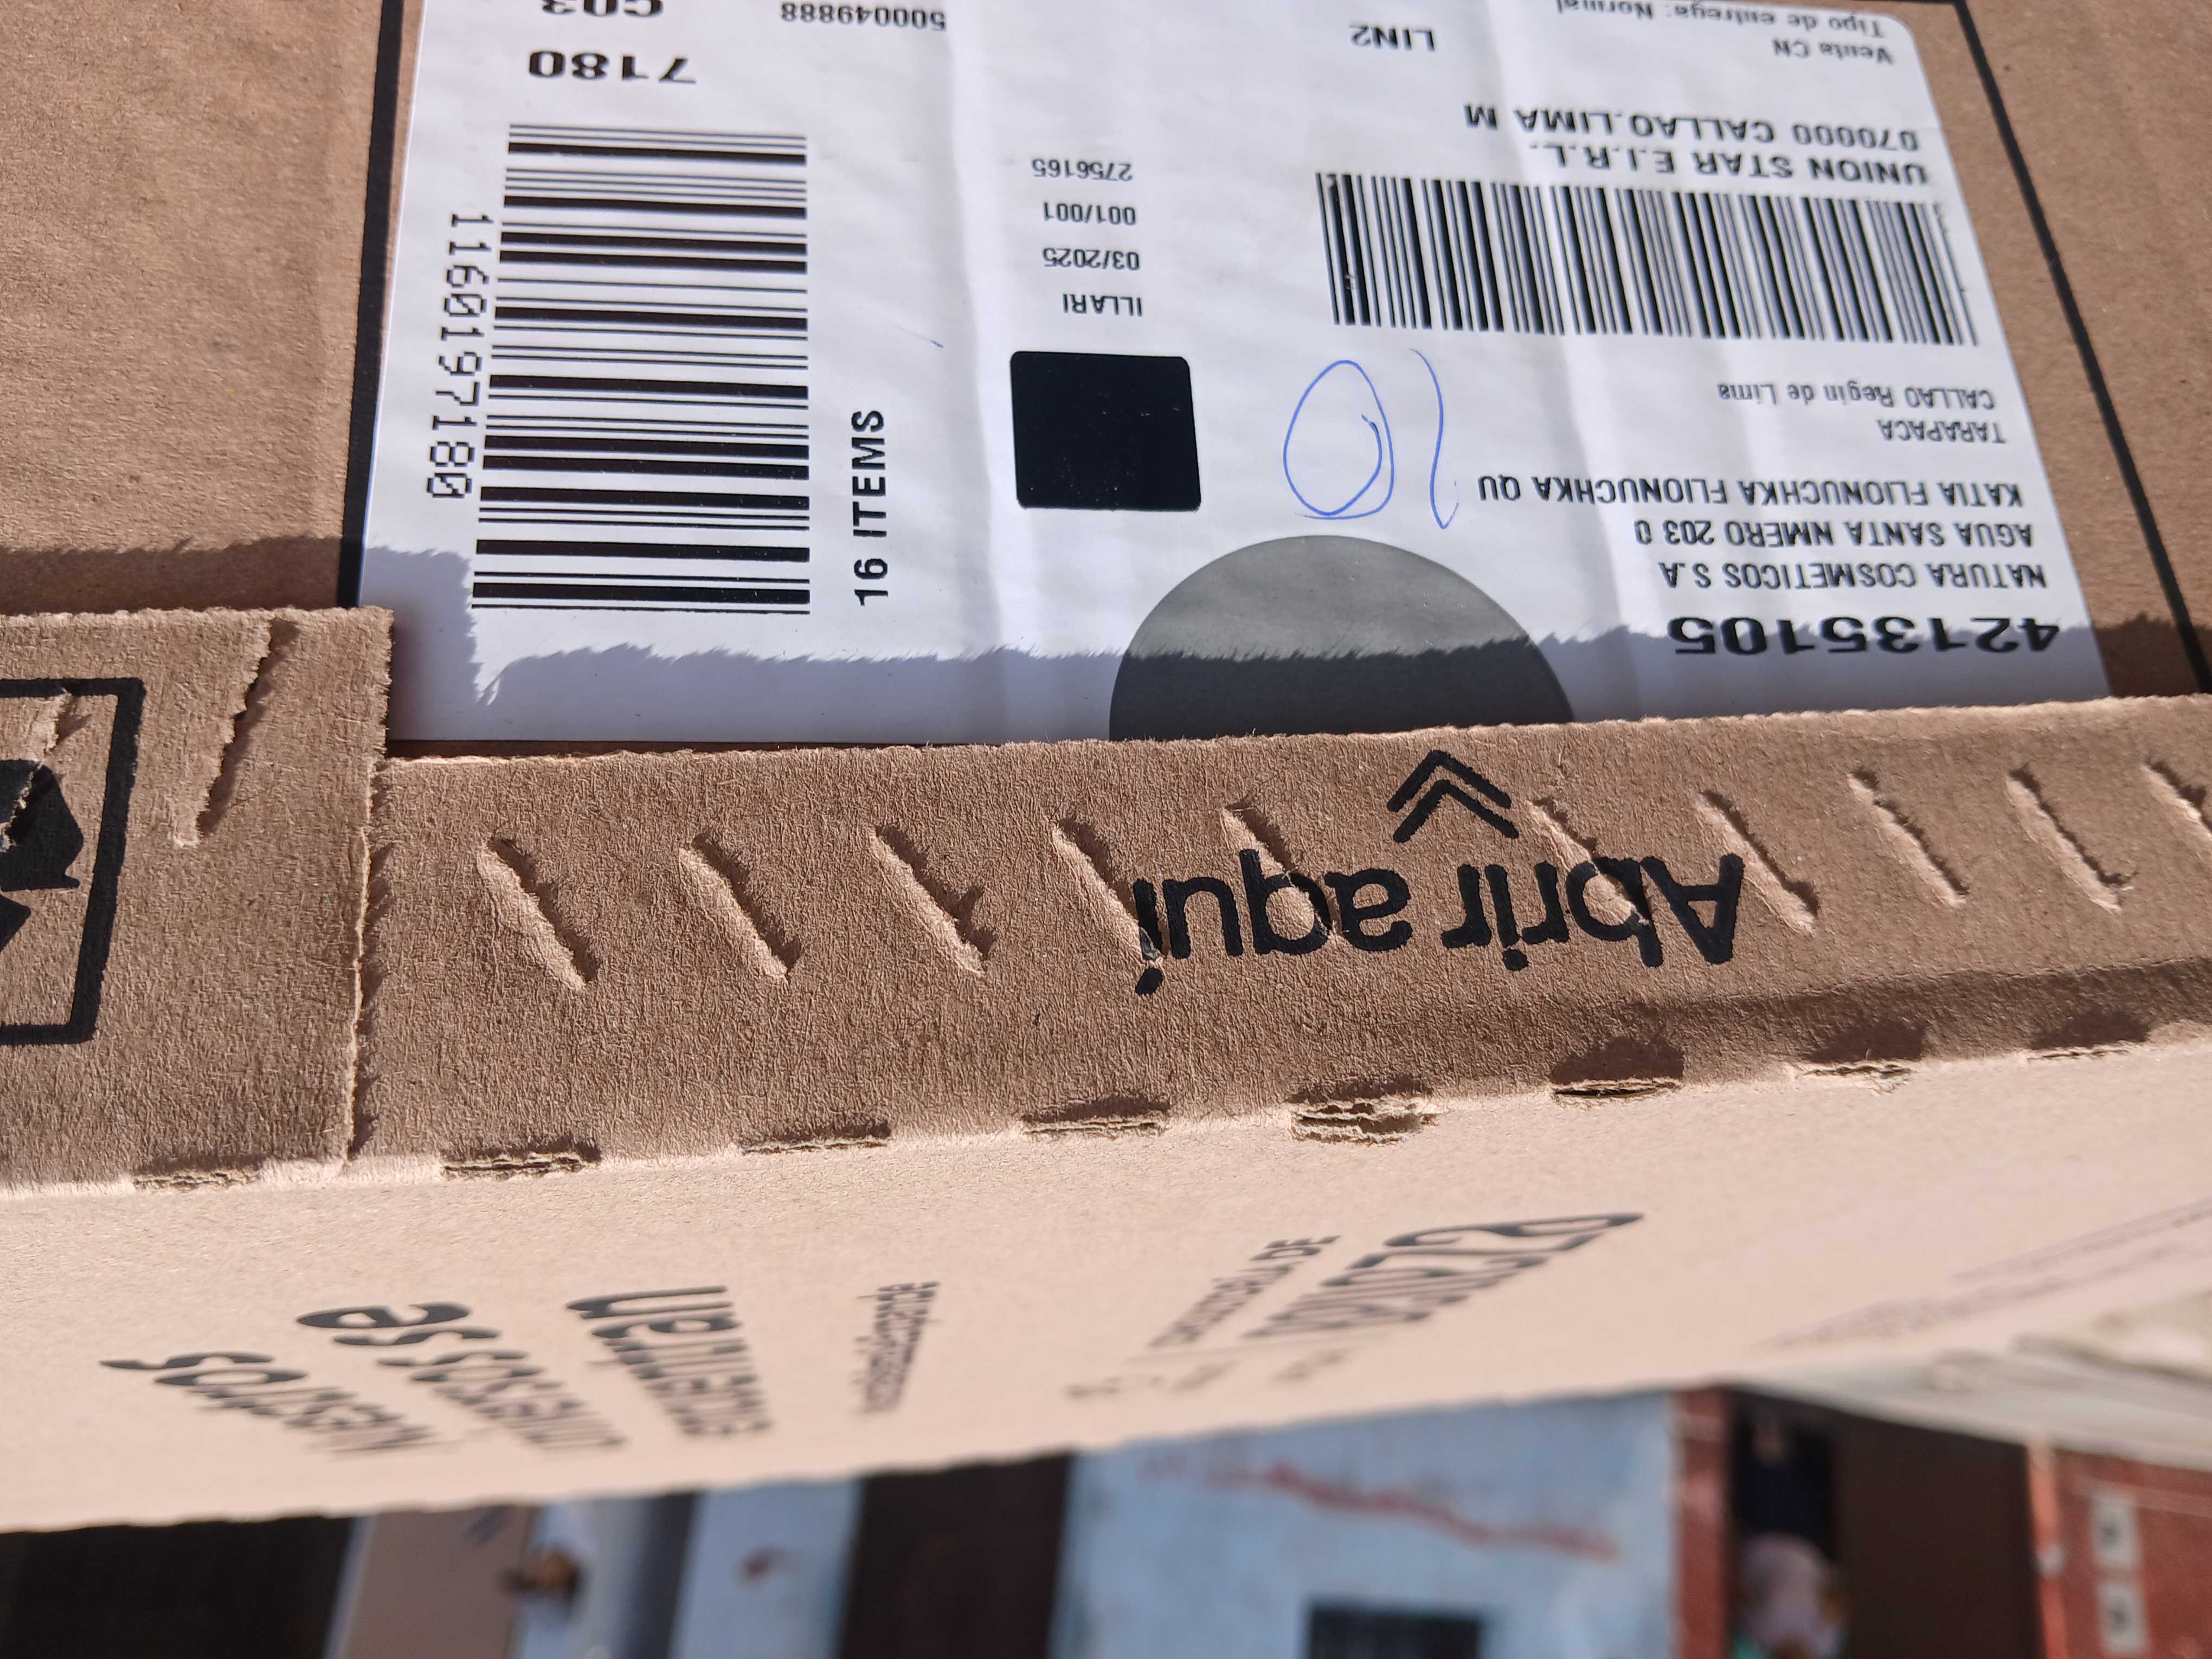 42135105
NATURA COSMETICOS S.A
AGUA SANTA NMERO 203 0
KATIA FLIONUCHKA FLIONUCHKA QU
TARAPACA
CALLAO Regin de Lima
10
UNION STAR E.I.R.L.
070000 CALLAO.LIMA M
Venta CN
Tipo de entrega: Normal
LIN2
ILLARI
03/2025
001/001
2756165
500049888
16 ITEMS
1160197180
7180
C03
Abrir aquí